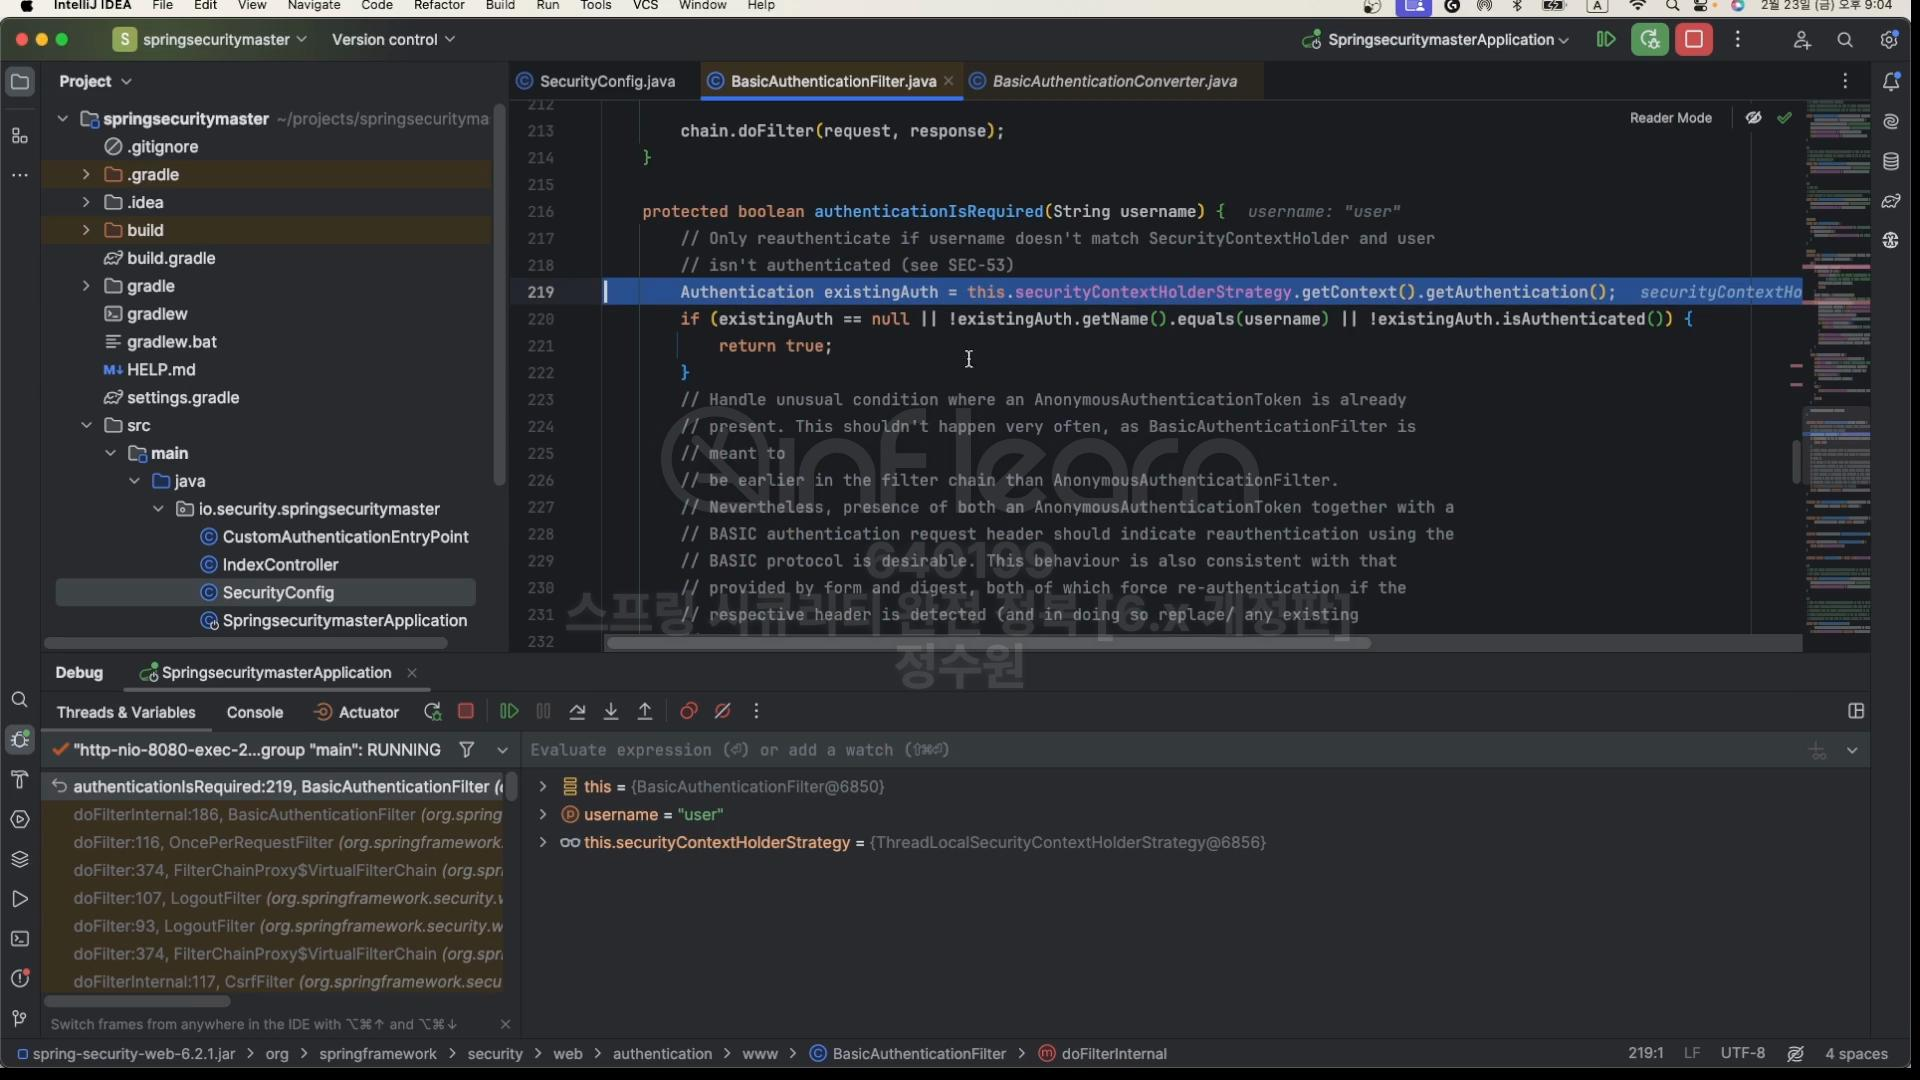 IntelliJ IDEA File Edit View Navigate Code Refactor Build Run Tools VCS Window Help A 2월 23일 (금) 오후 9:04
S springsecuritymaster Version control SpringsecuritymasterApplication
Project SecurityConfig.java BasicAuthenticationFilter.java BasicAuthenticationConverter.java
springsecuritymaster ~/projects/springsecurityma
.gitignore
.gradle
.idea
build
build.gradle
gradle
gradlew
gradlew.bat
HELP.md
settings.gradle
src
main
java
io.security.springsecuritymaster
CustomAuthenticationEntryPoint
IndexController
SecurityConfig
SpringsecuritymasterApplication
Reader Mode
212
213 chain.doFilter(request, response);
214 }
215
216 protected boolean authenticationIsRequired(String username) { username: "user"
217 // Only reauthenticate if username doesn't match SecurityContextHolder and user
218 // isn't authenticated (see SEC-53)
219 Authentication existingAuth = this.securityContextHolderStrategy.getContext().getAuthentication(); securityContextHo
220 if (existingAuth == null || !existingAuth.getName().equals(username) || !existingAuth.isAuthenticated()) {
221 return true;
222 }
223 // Handle unusual condition where an AnonymousAuthenticationToken is already
224 // present. This shouldn't happen very often, as BasicAuthenticationFilter is
225 // meant to
226 // be earlier in the filter chain than AnonymousAuthenticationFilter.
227 // Nevertheless, presence of both an AnonymousAuthenticationToken together with a
228 // BASIC authentication request header should indicate reauthentication using the
229 // BASIC protocol is desirable. This behaviour is also consistent with that
230 // provided by form and digest, both of which force re-authentication if the
231 // respective header is detected (and in doing so replace/ any existing
232
inflearn
640109
스프링 시큐리티 완전 정복 [6.x 개정판]
정수원
Debug SpringsecuritymasterApplication
Threads & Variables Console Actuator
"http-nio-8080-exec-2...group "main": RUNNING
Evaluate expression (⏎) or add a watch (⇧⌘⏎)
authenticationIsRequired:219, BasicAuthenticationFilter (
doFilterInternal:186, BasicAuthenticationFilter (org.spring
doFilter:116, OncePerRequestFilter (org.springframework.
doFilter:374, FilterChainProxy$VirtualFilterChain (org.spr
doFilter:107, LogoutFilter (org.springframework.security.w
doFilter:93, LogoutFilter (org.springframework.security.w
doFilter:374, FilterChainProxy$VirtualFilterChain (org.spr
doFilterInternal:117, CsrfFilter (org.springframework.secu
this = {BasicAuthenticationFilter@6850}
username = "user"
this.securityContextHolderStrategy = {ThreadLocalSecurityContextHolderStrategy@6856}
Switch frames from anywhere in the IDE with ⌥⌘↑ and ⌥⌘↓
spring-security-web-6.2.1.jar > org > springframework > security > web > authentication > www > BasicAuthenticationFilter > doFilterInternal 219:1 LF UTF-8 4 spaces